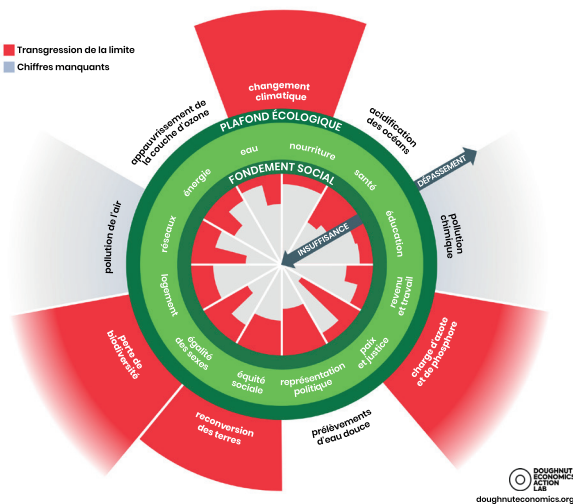 Transgression de la limite
Chiffres manquants
changement
climatique
appauvrissement de
la couche d'ozone
acidification
des océans
PLAFOND ÉCOLOGIQUE
DÉPASSEMENT
eau
nourriture
énergie
santé
FONDEMENT SOCIAL
réseaux
éducation
INSUFFISANCE
pollution de l'air
pollution
chimique
logement
revenu
et travail
perte de
biodiversité
égalité
des sexes
équité
sociale
représentation
politique
paix
et justice
charge d'azote
et de phosphore
reconversion
des terres
prélèvements
d'eau douce
DOUGHNUT
ECONOMICS
ACTION
LAB
doughnuteconomics.org